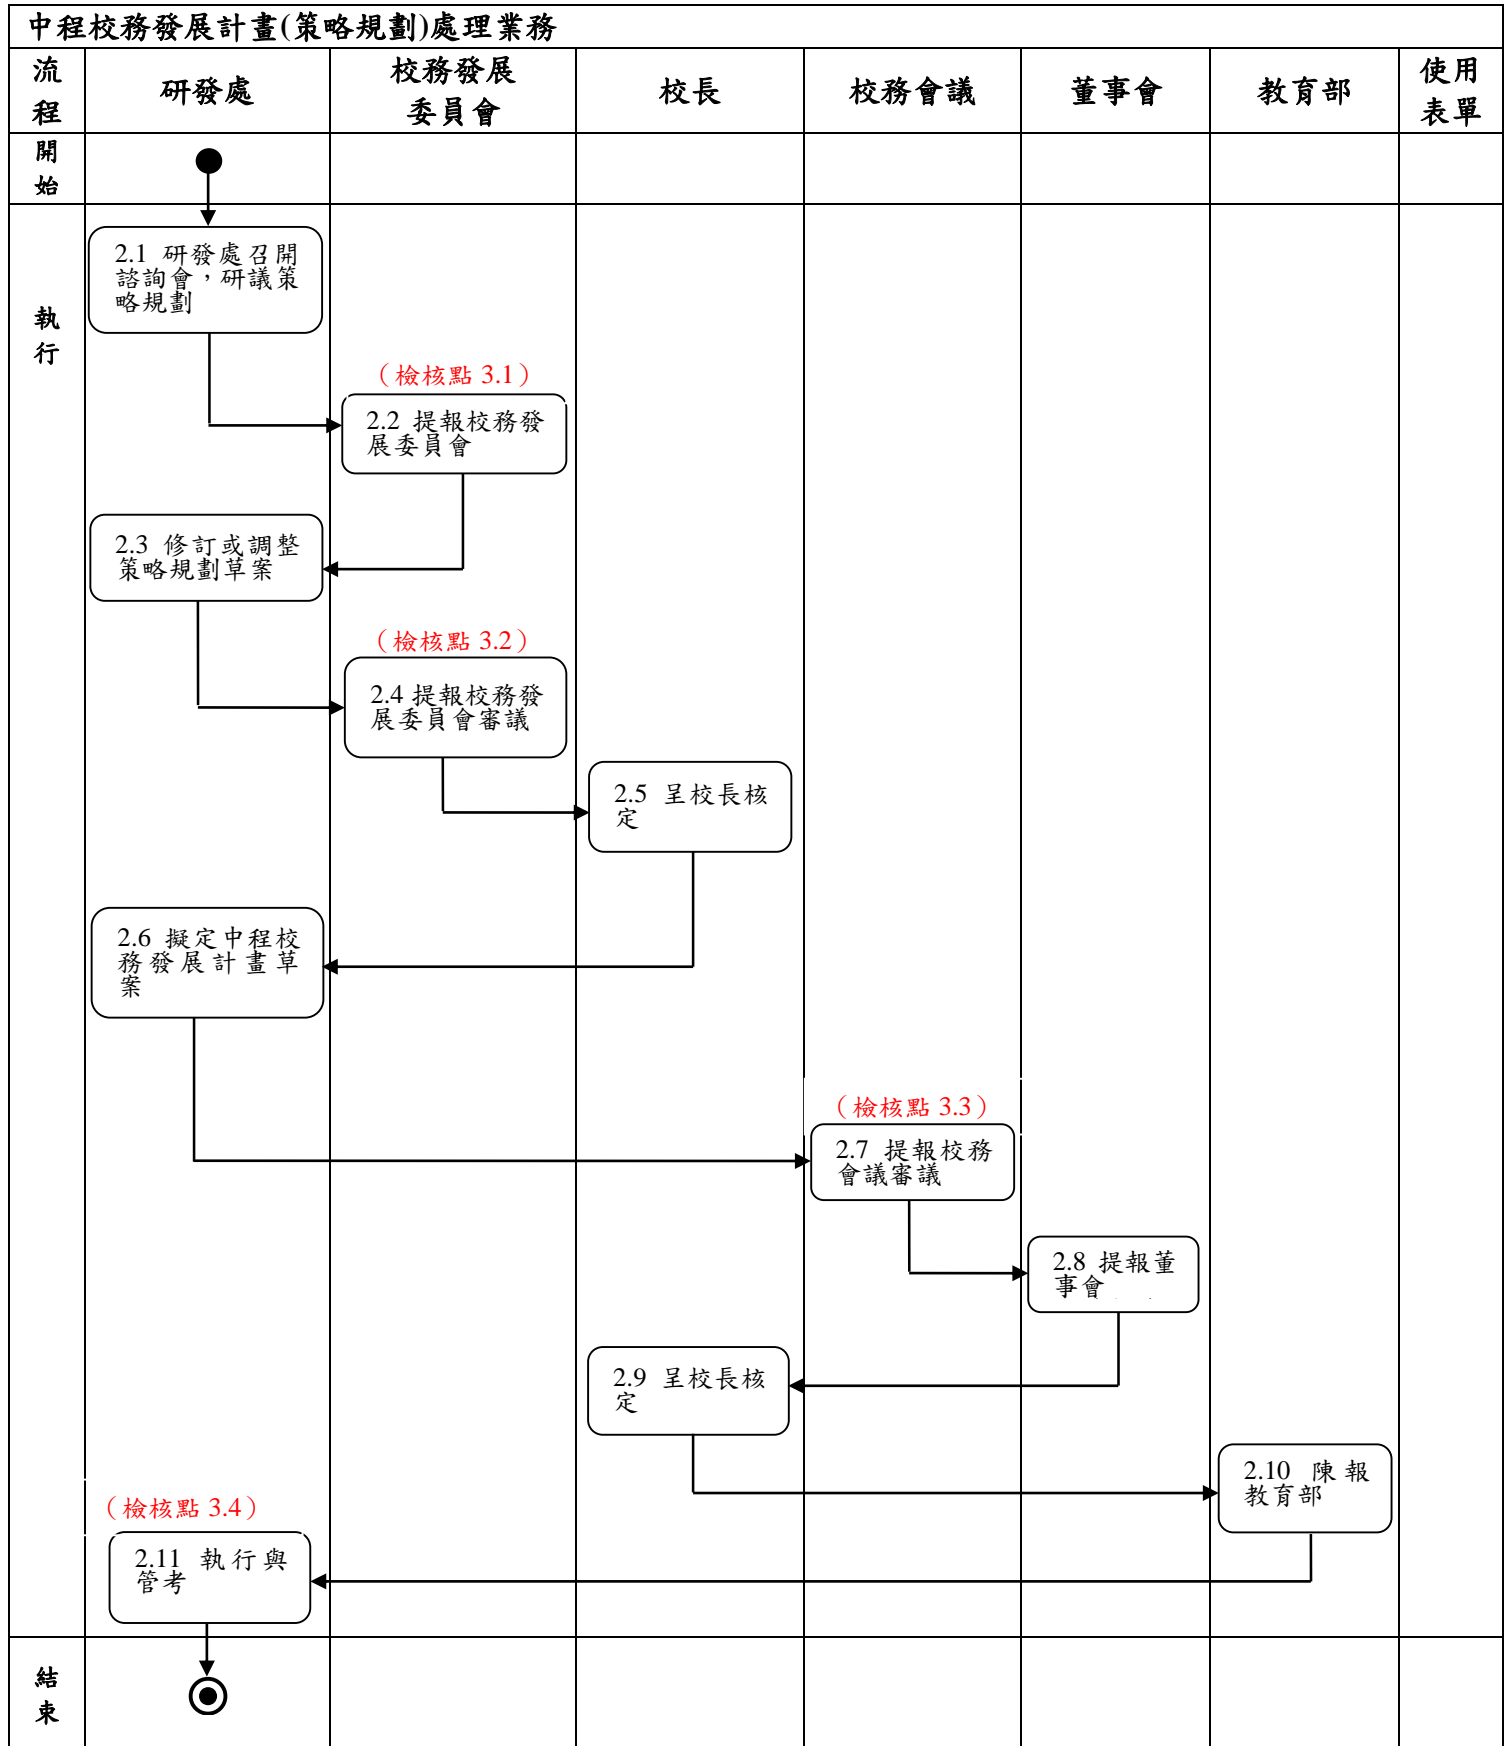 中程校務發展計畫(策略規劃)處理業務
流
程
研發處
校務發展
委員會
校長
校務會議
董事會
教育部
使用
表單
開
始
執
行
2.1 研發處召開
諮詢會，研議策
略規劃
（檢核點 3.1）
2.2 提報校務發
展委員會
2.3 修訂或調整
策略規劃草案
（檢核點 3.2）
2.4 提報校務發
展委員會審議
2.5 呈校長核
定
2.6 擬定中程校
務發展計畫草
案
（檢核點 3.3）
2.7 提報校務
會議審議
2.8 提報董
事會
2.9 呈校長核
定
2.10 陳報
教育部
（檢核點 3.4）
2.11 執行與
管考
結
束